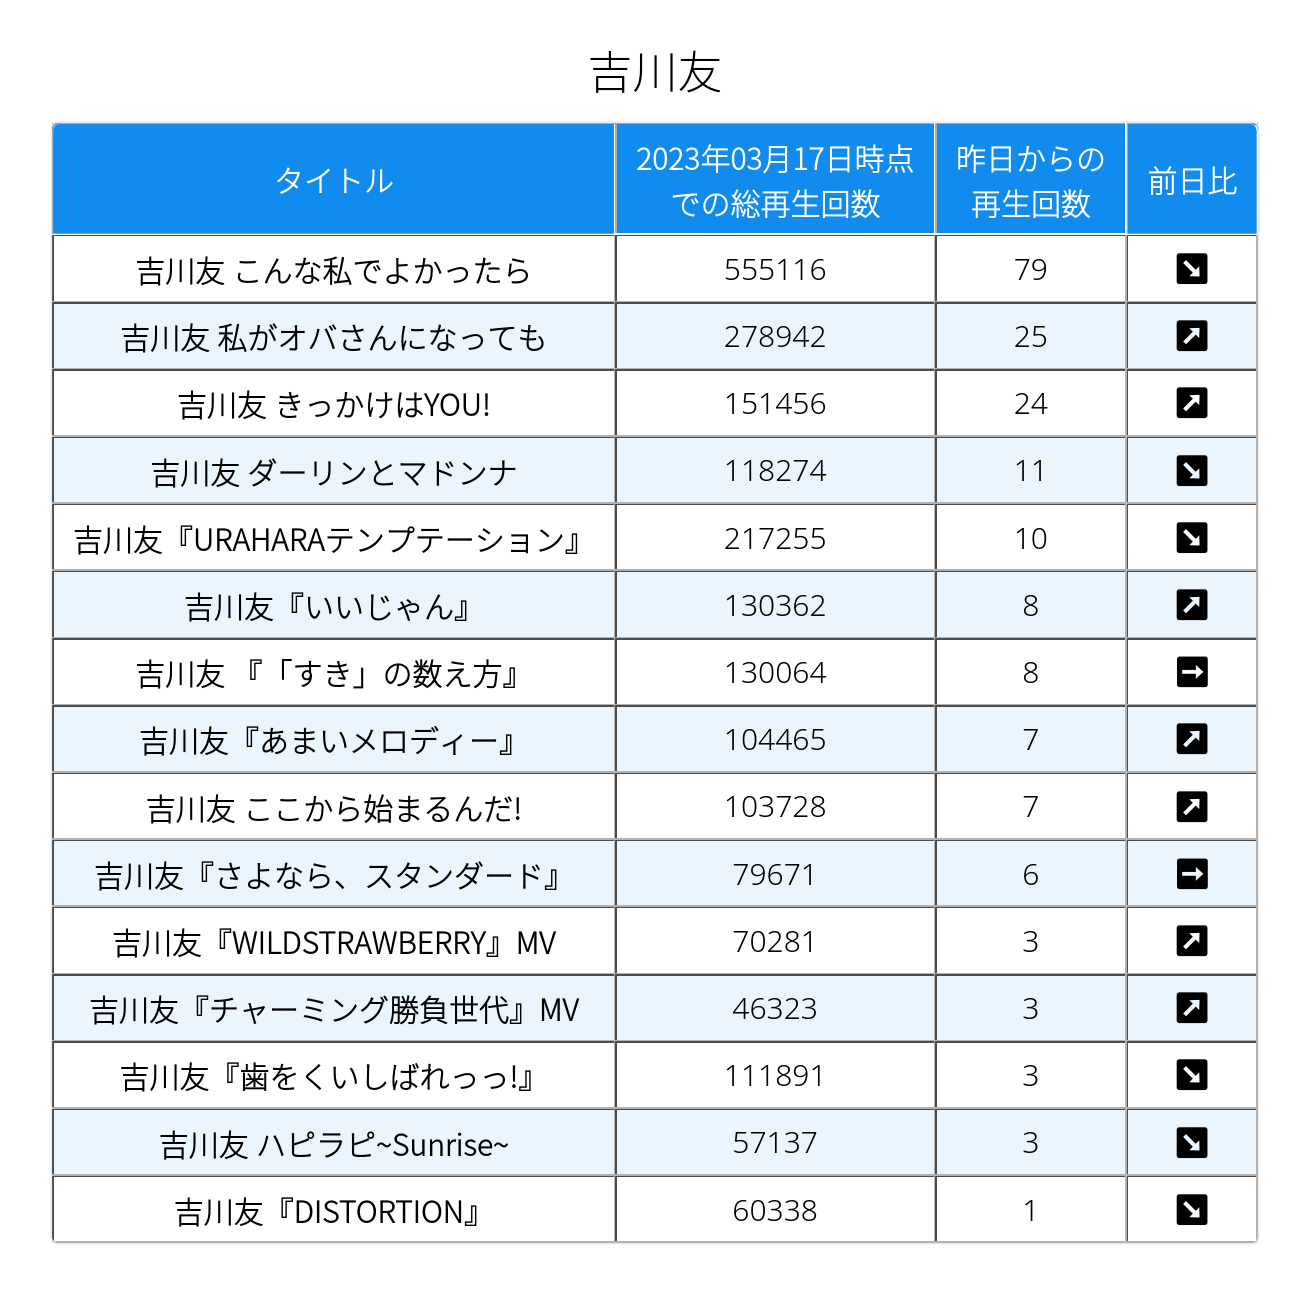 吉川友
タイトル 2023年03月17日時点での総再生回数 昨日からの再生回数 前日比
吉川友 こんな私でよかったら 555116 79 ↘
吉川友 私がオバさんになっても 278942 25 ↗
吉川友 きっかけはYOU! 151456 24 ↗
吉川友 ダーリンとマドンナ 118274 11 ↘
吉川友『URAHARAテンプテーション』 217255 10 ↘
吉川友『いいじゃん』 130362 8 ↗
吉川友 『「すき」の数え方』 130064 8 →
吉川友『あまいメロディー』 104465 7 ↗
吉川友 ここから始まるんだ! 103728 7 ↗
吉川友『さよなら、スタンダード』 79671 6 →
吉川友『WILDSTRAWBERRY』MV 70281 3 ↗
吉川友『チャーミング勝負世代』MV 46323 3 ↗
吉川友『歯をくいしばれっっ!』 111891 3 ↘
吉川友 ハピラピ~Sunrise~ 57137 3 ↘
吉川友『DISTORTION』 60338 1 ↘